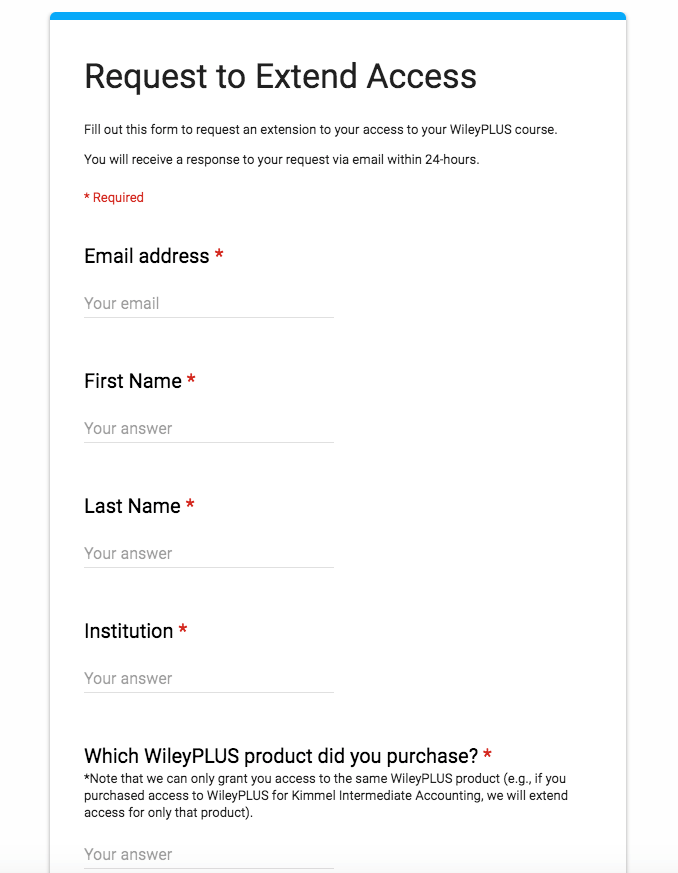 Request to Extend Access
Fill out this form to request an extension to your access to your WileyPLUS course.
You will receive a response to your request via email within 24-hours.
* Required
Email address *
Your email
First Name *
Your answer
Last Name *
Your answer
Institution *
Your answer
Which WileyPLUS product did you purchase? *
*Note that we can only grant you access to the same WileyPLUS product (e.g., if you
purchased access to WileyPLUS for Kimmel Intermediate Accounting, we will extend
access for only that product).
Your answer